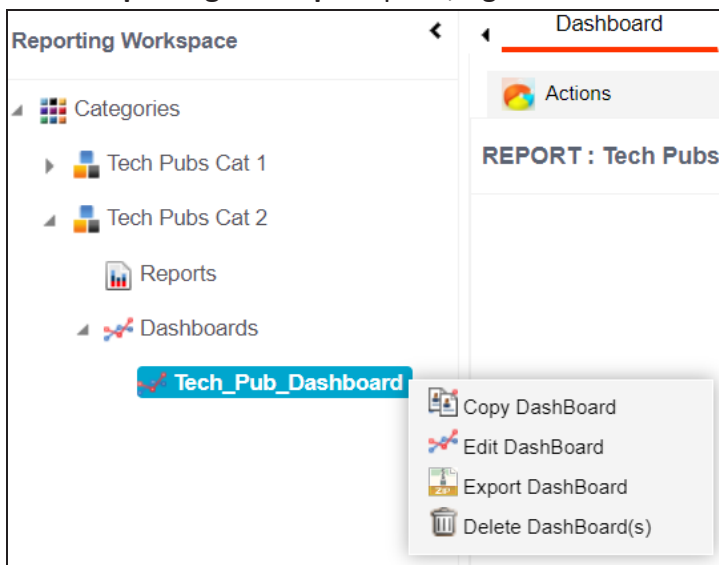 Reporting Workspace
Dashboard
Actions
Categories
REPORT : Tech Pubs
Tech Pubs Cat 1
Tech Pubs Cat 2
Reports
Dashboards
Tech_Pub_Dashboard
Copy DashBoard
Edit DashBoard
ZIP
Export DashBoard
Delete DashBoard(s)